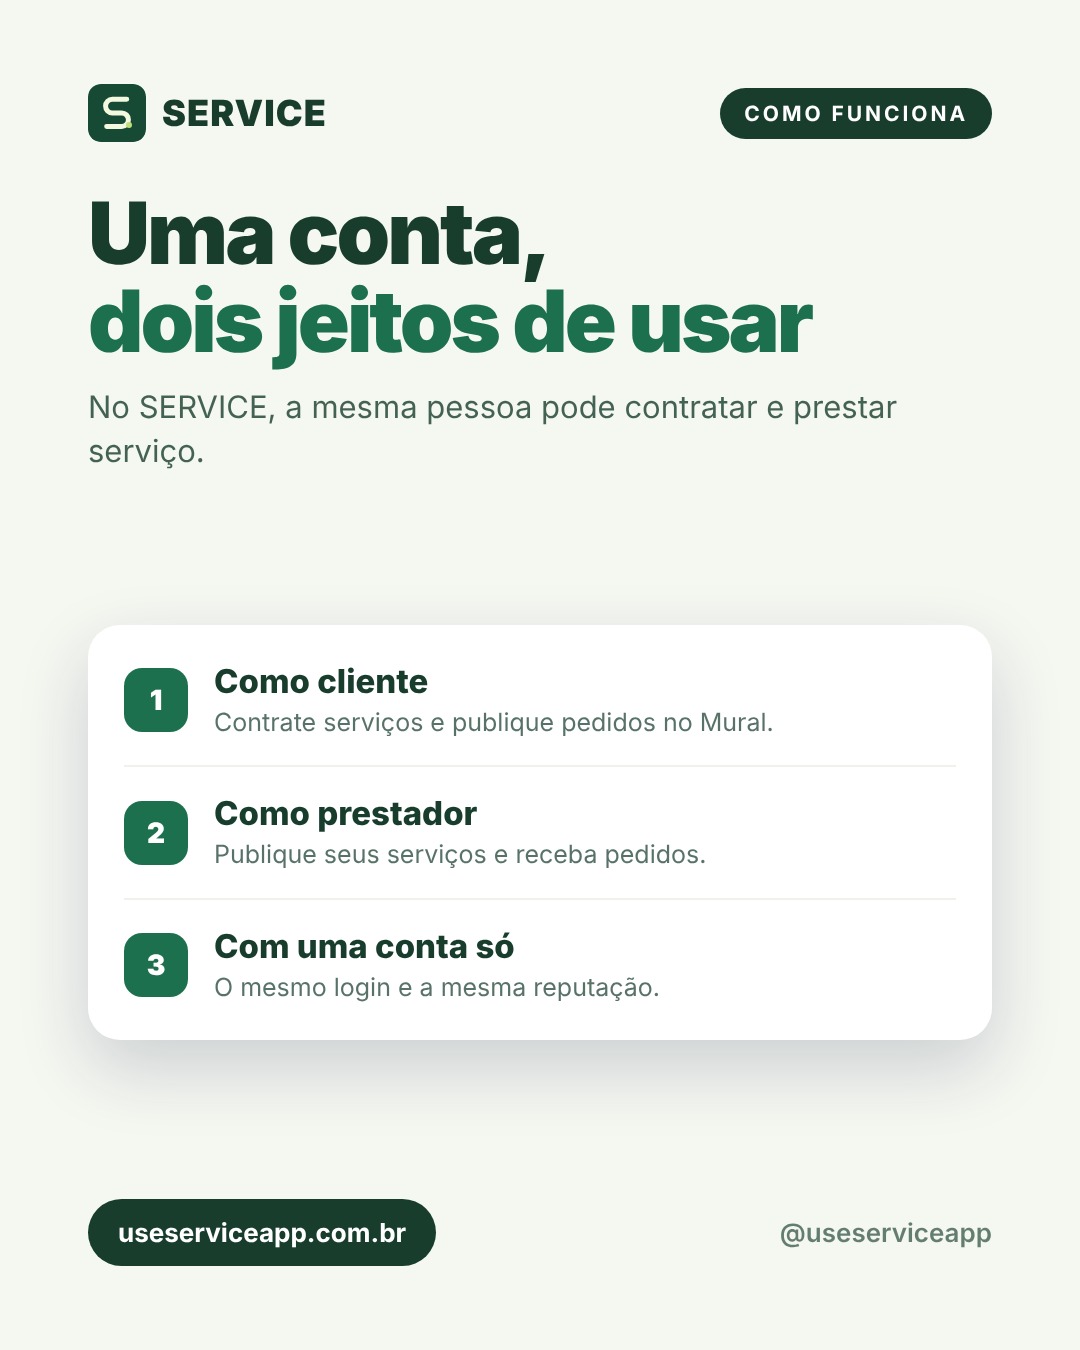 SERVICE
COMO FUNCIONA
Uma conta,
dois jeitos de usar
No SERVICE, a mesma pessoa pode contratar e prestar
serviço.
1
Como cliente
Contrate serviços e publique pedidos no Mural.
2
Como prestador
Publique seus serviços e receba pedidos.
3
Com uma conta só
O mesmo login e a mesma reputação.
useserviceapp.com.br
@useserviceapp